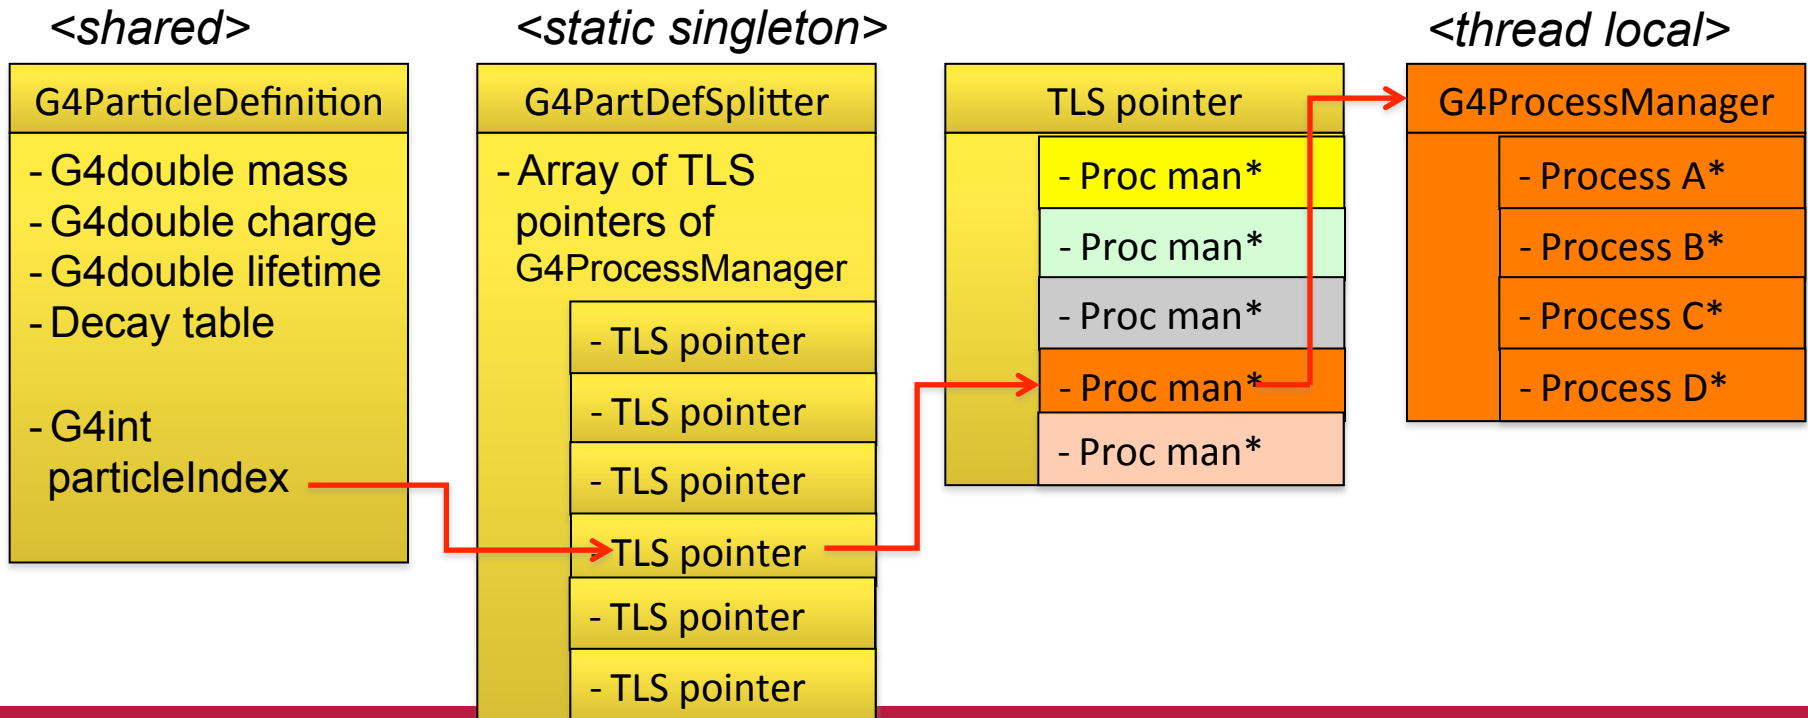 <shared>
G4ParticleDefinition
- G4double mass
- G4double charge
- G4double lifetime
- Decay table
- G4int
particleIndex
<static singleton>
G4PartDefSplitter
- Array of TLS
pointers of
G4ProcessManager
- TLS pointer
- TLS pointer
- TLS pointer
- TLS pointer
- TLS pointer
- TLS pointer
TLS pointer
- Proc man*
- Proc man*
- Proc man*
- Proc man*
- Proc man*
<thread local>
G4ProcessManager
- Process A*
- Process B*
- Process C*
- Process D*